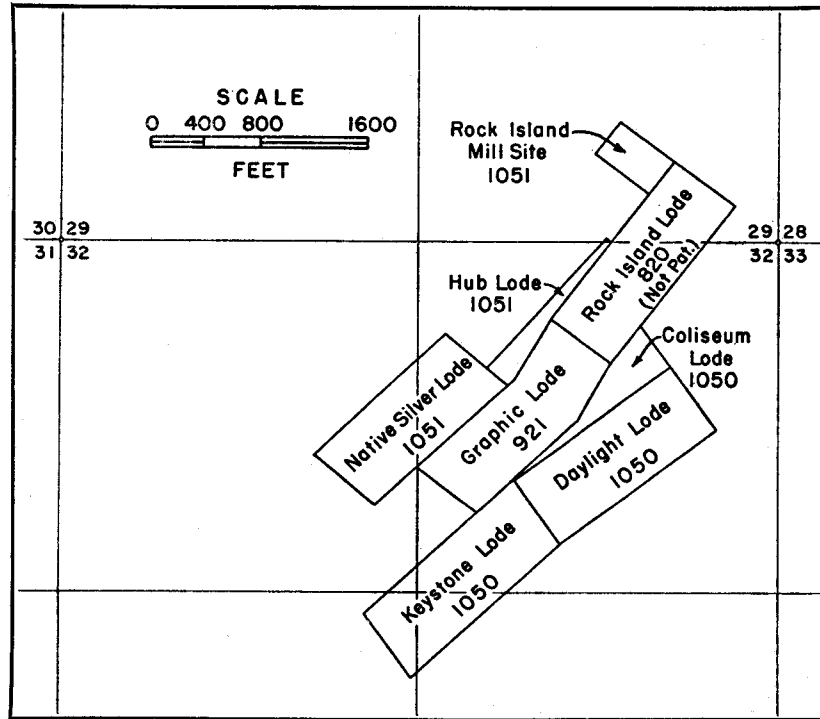 SCALE
0 400 800 1600
FEET
Rock Island
Mill Site
1051
30 29
31 32
29 28
32 33
Rock Island Lode
820
(Not Pat.)
Hub Lode
1051
Coliseum
Lode
1050
Native Silver Lode
1051
Graphic Lode
921
Daylight Lode
1050
Keystone Lode
1050